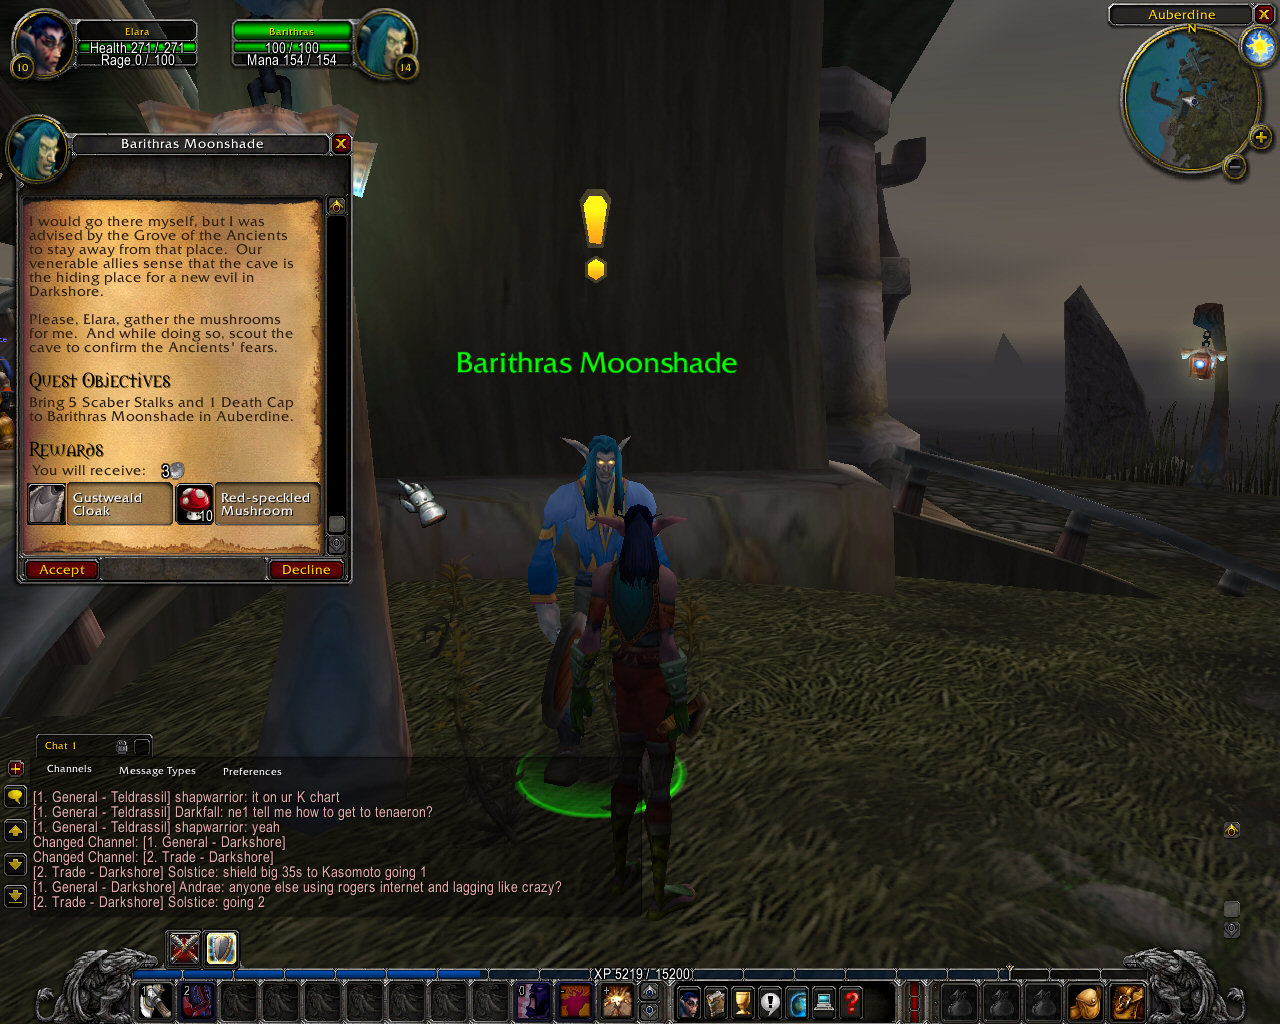 Elara
Health 271 / 271
Rage 0 / 100
10
Barithras
100 / 100
Mana 154 / 154
14
Auberdine
N
Barithras Moonshade
I would go there myself, but I was
advised by the Grove of the Ancients
to stay away from that place. Our
venerable allies sense that the cave is
the hiding place for a new evil in
Darkshore.
Please, Elara, gather the mushrooms
for me. And while doing so, scout the
cave to confirm the Ancients' fears.
Quest Objectives
Bring 5 Scaber Stalks and 1 Death Cap
to Barithras Moonshade in Auberdine.
Rewards
You will receive: 3
Gustweald
Cloak
10
Red-speckled
Mushroom
Accept
Decline
Barithras Moonshade
Chat 1
Channels
Message Types
Preferences
[1. General - Teldrassil] shapwarrior: it on ur K chart
[1. General - Teldrassil] Darkfall: ne1 tell me how to get to tenaeron?
[1. General - Teldrassil] shapwarrior: yeah
Changed Channel: [1. General - Darkshore]
Changed Channel: [2. Trade - Darkshore]
[2. Trade - Darkshore] Solstice: shield big 35s to Kasomoto going 1
[1. General - Darkshore] Andrae: anyone else using rogers internet and lagging like crazy?
[2. Trade - Darkshore] Solstice: going 2
XP 5219 / 15200
1
2
0
-
+